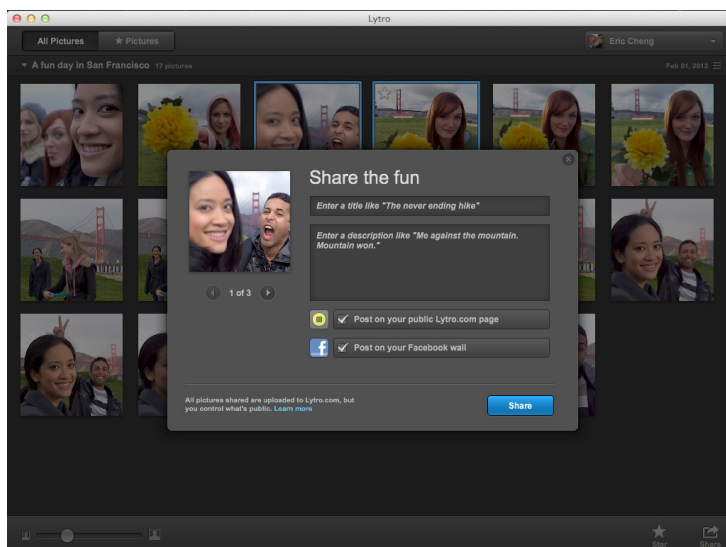 Lytro
All Pictures
★ Pictures
Eric Cheng
A fun day in San Francisco 17 pictures
Feb 01, 2012
Share the fun
Enter a title like "The never ending hike"
Enter a description like "Me against the mountain.
Mountain won."
1 of 3
Post on your public Lytro.com page
Post on your Facebook wall
All pictures shared are uploaded to Lytro.com, but
you control what's public. Learn more
Share
Star
Share